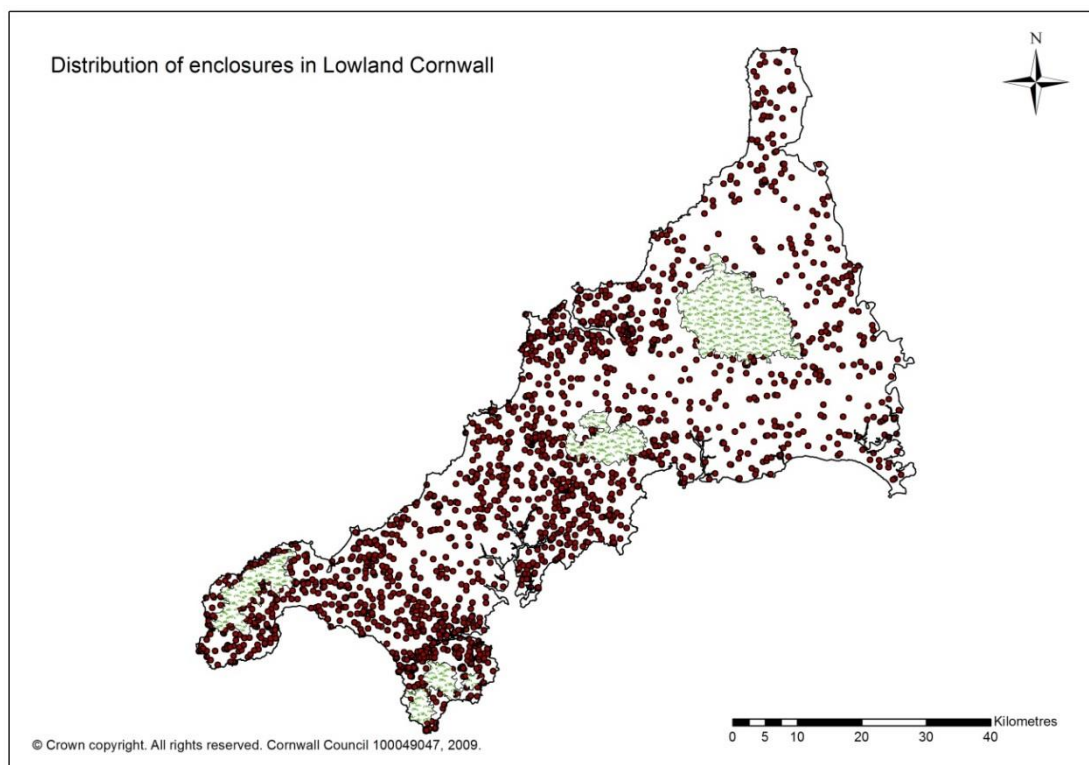 Distribution of enclosures in Lowland Cornwall
N
Kilometres
0 5 10 20 30 40
© Crown copyright. All rights reserved. Cornwall Council 100049047, 2009.